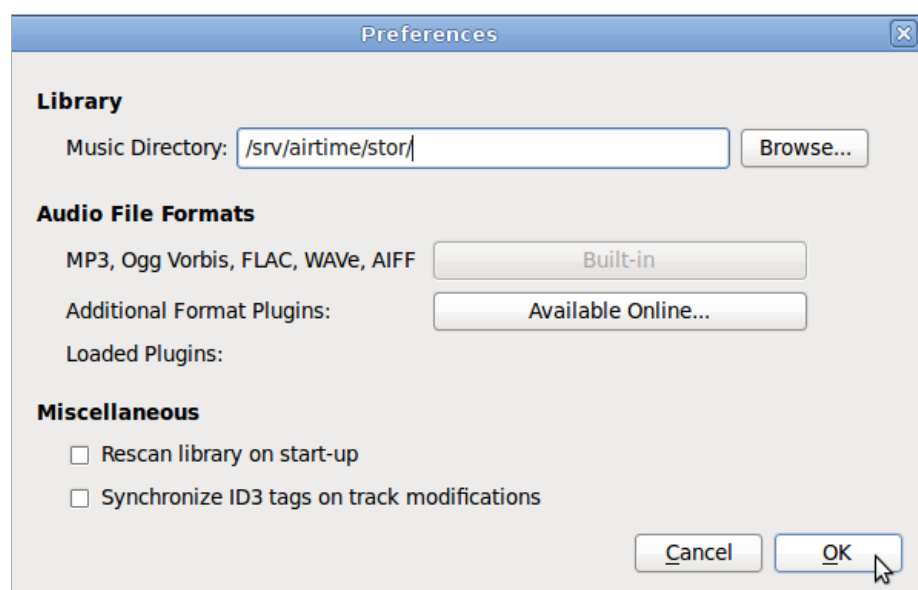 Preferences
Library
Music Directory: /srv/airtime/stor/ Browse...
Audio File Formats
MP3, Ogg Vorbis, FLAC, WAVe, AIFF Built-in
Additional Format Plugins: Available Online...
Loaded Plugins:
Miscellaneous
Rescan library on start-up
Synchronize ID3 tags on track modifications
Cancel OK